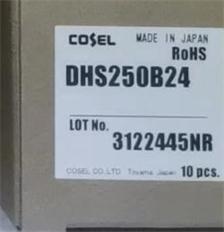 COSEL MADE IN JAPAN
RoHS
DHS250B24
LOT No.
3122445NR
COSEL CO.,LTD Toyama Japan 10 pcs.